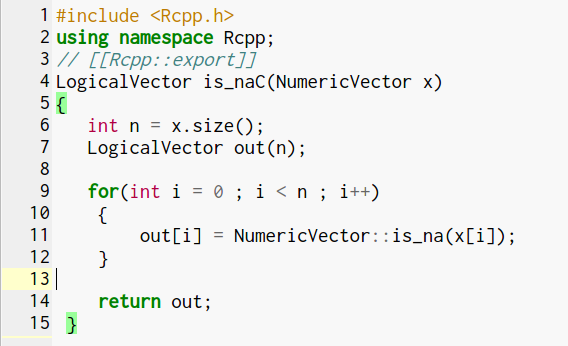 1 #include <Rcpp.h>
2 using namespace Rcpp;
3 // [[Rcpp::export]]
4 LogicalVector is_naC(NumericVector x)
5 {
6    int n = x.size();
7    LogicalVector out(n);
8
9    for(int i = 0 ; i < n ; i++)
10    {
11        out[i] = NumericVector::is_na(x[i]);
12    }
13
14    return out;
15 }